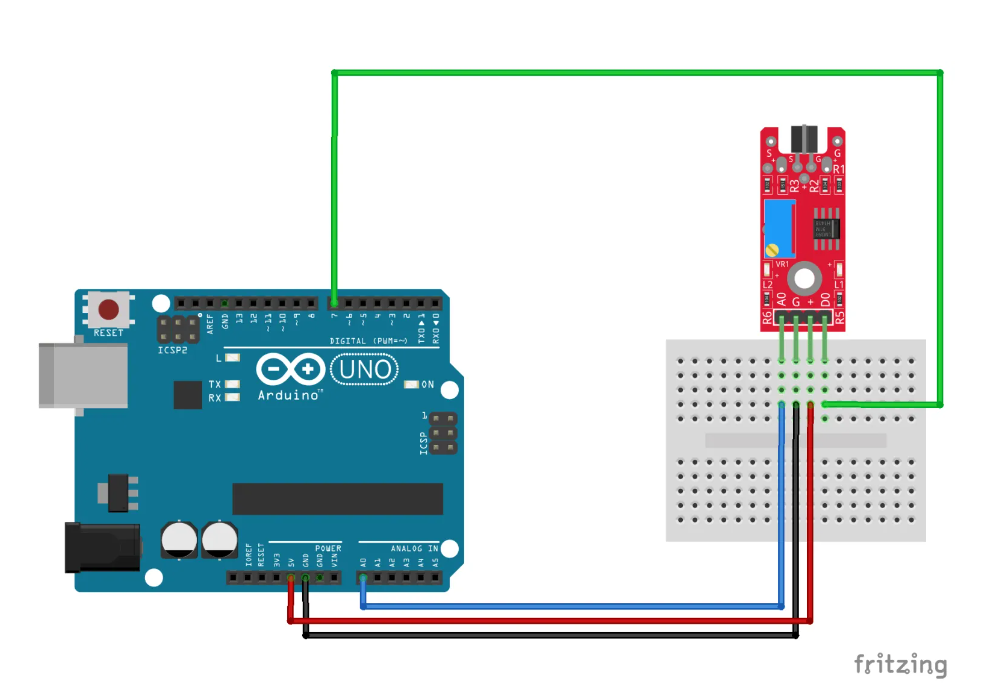 S
G
S
G
+
+
R1
R3
+
R2
VR1
+
+
L2
L1
A0
G
+
D0
R6
R5
RESET
ICSP2
AREF
GND
13
12
~11
~10
~9
8
7
~6
~5
4
~3
2
TX0▶1
RX0◀0
DIGITAL (PWM=~)
L
TX
RX
UNO
Arduino™
ON
1
ICSP
POWER
ANALOG IN
IOREF
RESET
3V3
5V
GND
GND
VIN
A0
A1
A2
A3
A4
A5
fritzing